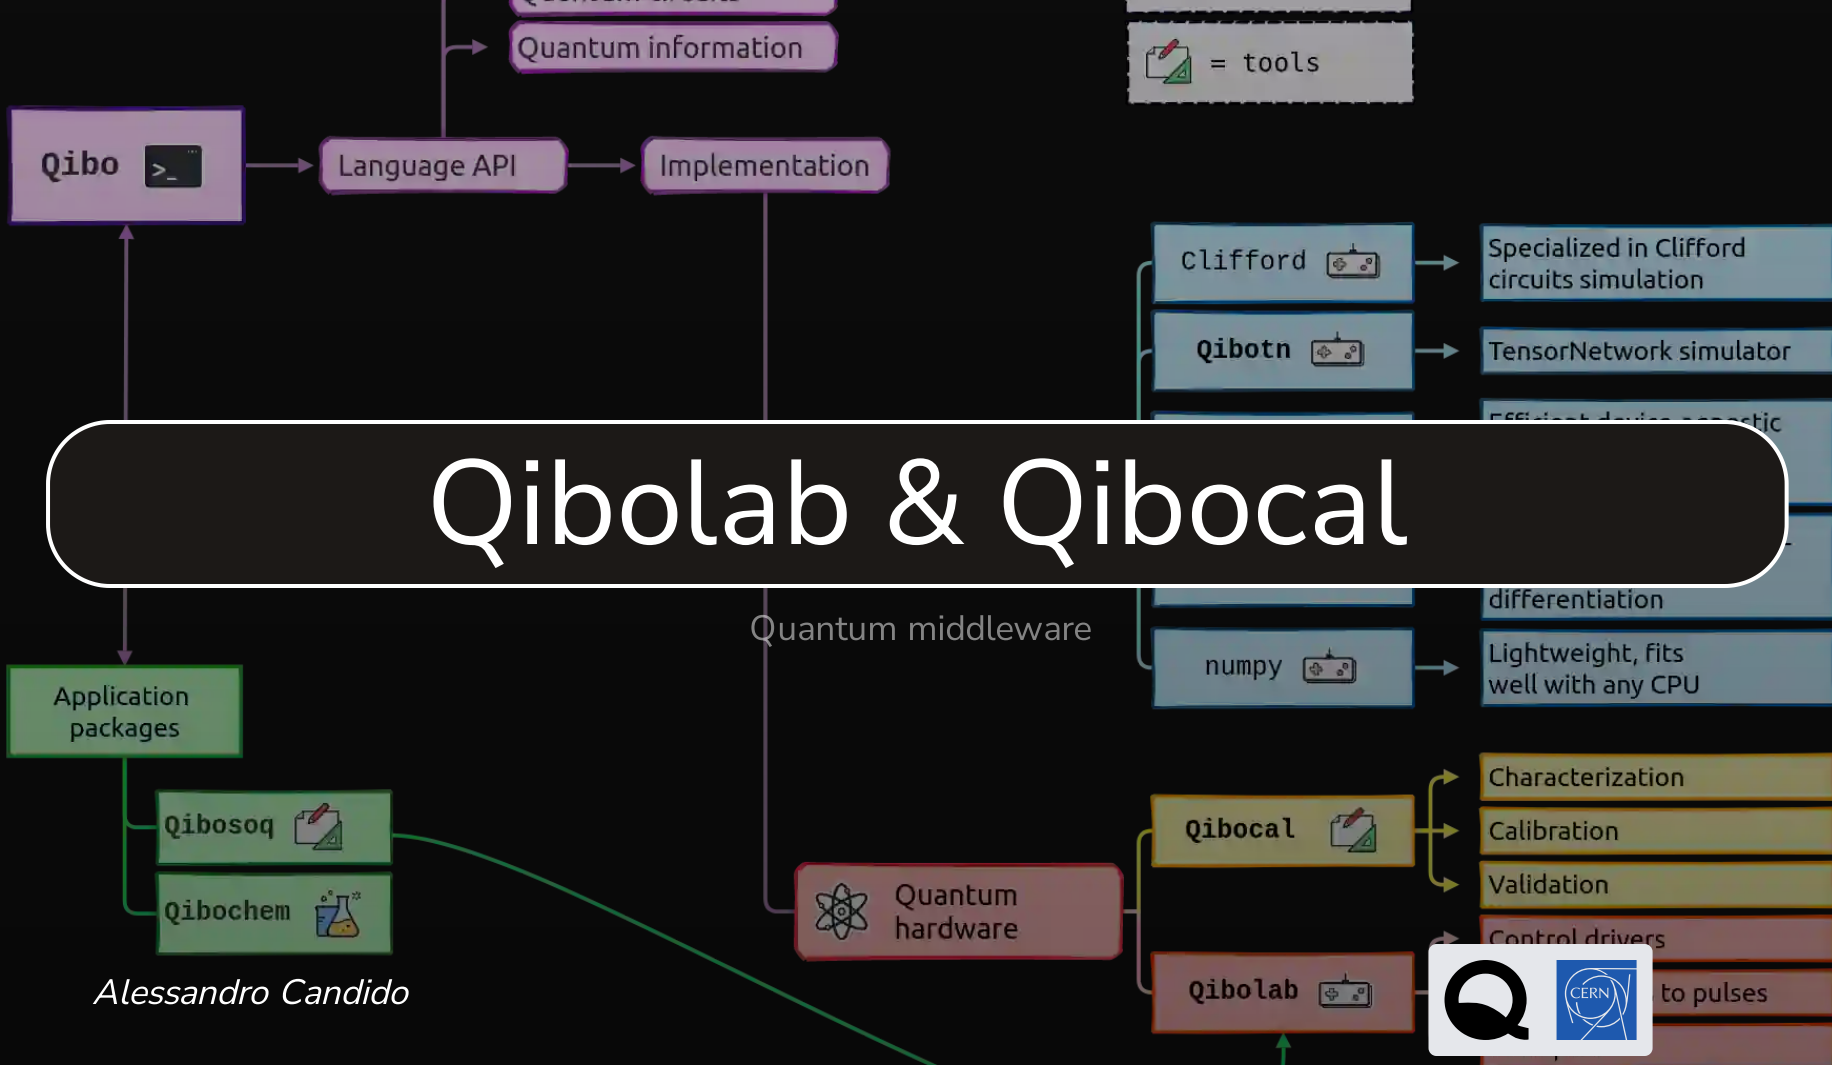 Quantum information
= tools
Qibo
>_
Language API
Implementation
Clifford
Specialized in Clifford
circuits simulation
Qibotn
TensorNetwork simulator
Qibolab & Qibocal
differentiation
Quantum middleware
numpy
Lightweight, fits
well with any CPU
Application
packages
Characterization
Qibosoq
Qibocal
Calibration
Validation
Qibochem
Quantum
hardware
Control drivers
Qibolab
to pulses
Alessandro Candido
CERN